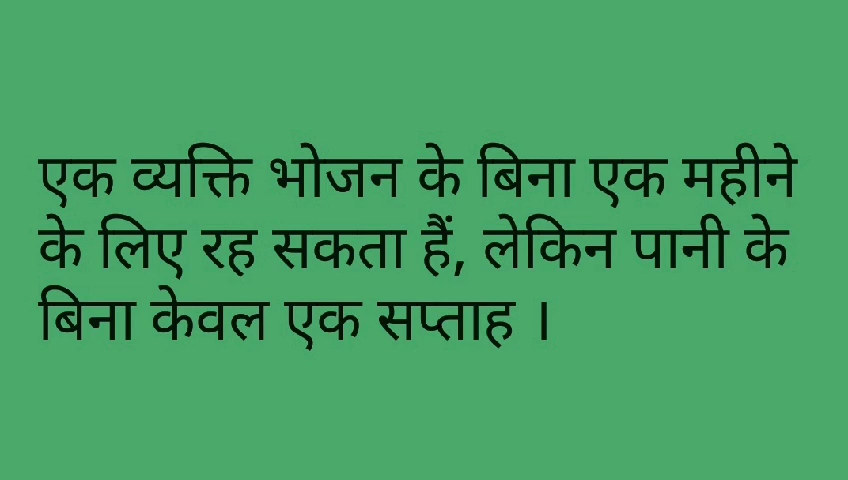 एक व्यक्ति भोजन के बिना एक महीने
के लिए रह सकता हैं, लेकिन पानी के
बिना केवल एक सप्ताह ।